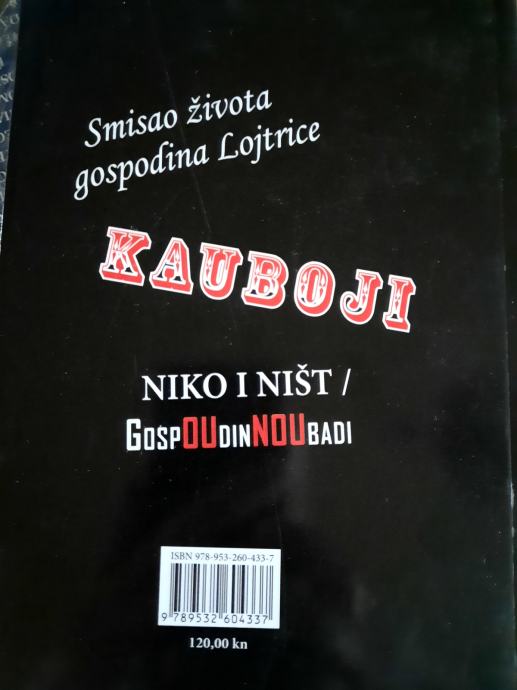 Smisao života
gospodina Lojtrice
KAUBOJI
NIKO I NIŠT /
GOSPOUDINNOUBADI
ISBN 978-953-260-433-7
9 789532 604337
120,00 kn